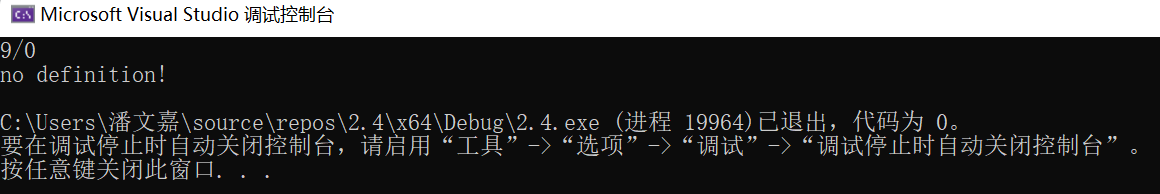 Microsoft Visual Studio 调试控制台
9/0
no definition!
C:\Users\潘文嘉\source\repos\2.4\x64\Debug\2.4.exe (进程 19964)已退出，代码为 0。
要在调试停止时自动关闭控制台，请启用“工具”->“选项”->“调试”->“调试停止时自动关闭控制台”。
按任意键关闭此窗口. . .